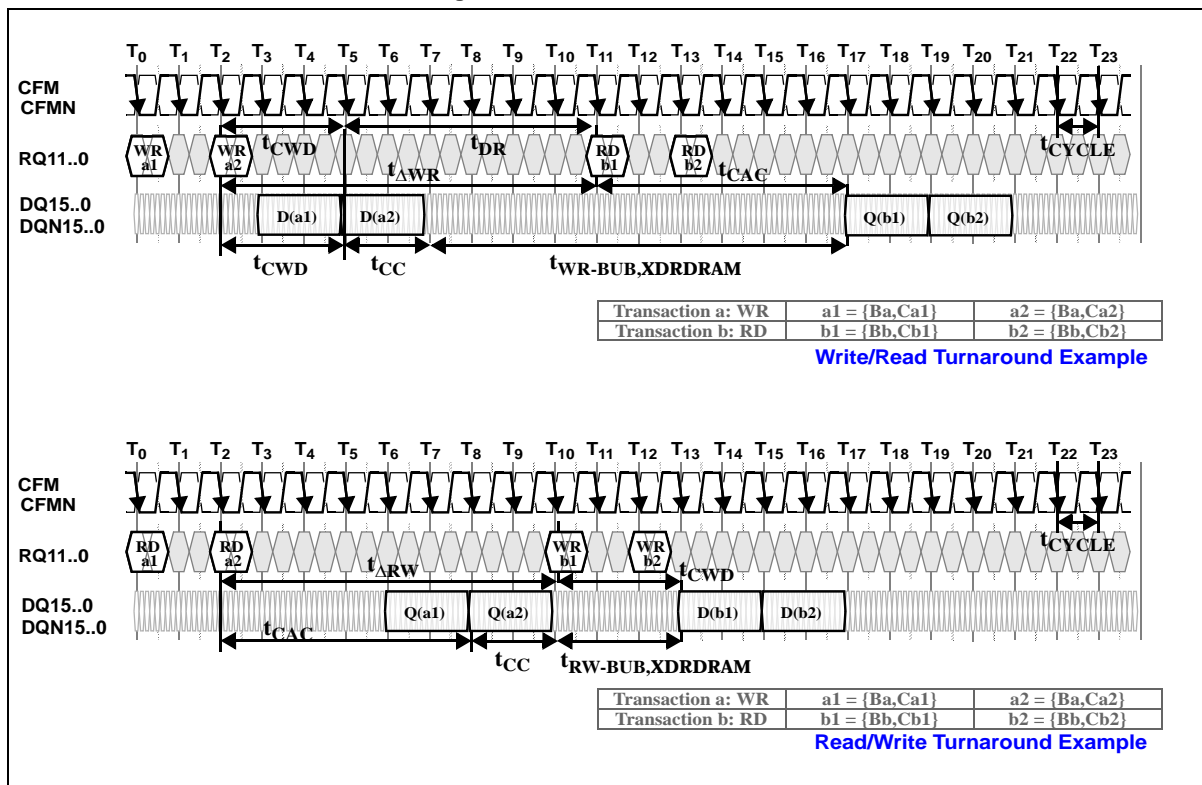 T0 T1 T2 T3 T4 T5 T6 T7 T8 T9 T10 T11 T12 T13 T14 T15 T16 T17 T18 T19 T20 T21 T22 T23
CFM
CFMN
tCWD tDR tCYCLE
RQ11..0 WR a1 WR a2 RD b1 RD b2
tΔWR tCAC
DQ15..0
DQN15..0
D(a1) D(a2) Q(b1) Q(b2)
tCWD tCC tWR-BUB,XDRDRAM
Transaction a: WR a1 = {Ba,Ca1} a2 = {Ba,Ca2}
Transaction b: RD b1 = {Bb,Cb1} b2 = {Bb,Cb2}
Write/Read Turnaround Example
T0 T1 T2 T3 T4 T5 T6 T7 T8 T9 T10 T11 T12 T13 T14 T15 T16 T17 T18 T19 T20 T21 T22 T23
CFM
CFMN
RQ11..0 RD a1 RD a2 WR b1 WR b2 tCYCLE
tΔRW tCWD
DQ15..0
DQN15..0
Q(a1) Q(a2) D(b1) D(b2)
tCAC tCC tRW-BUB,XDRDRAM
Transaction a: WR a1 = {Ba,Ca1} a2 = {Ba,Ca2}
Transaction b: RD b1 = {Bb,Cb1} b2 = {Bb,Cb2}
Read/Write Turnaround Example